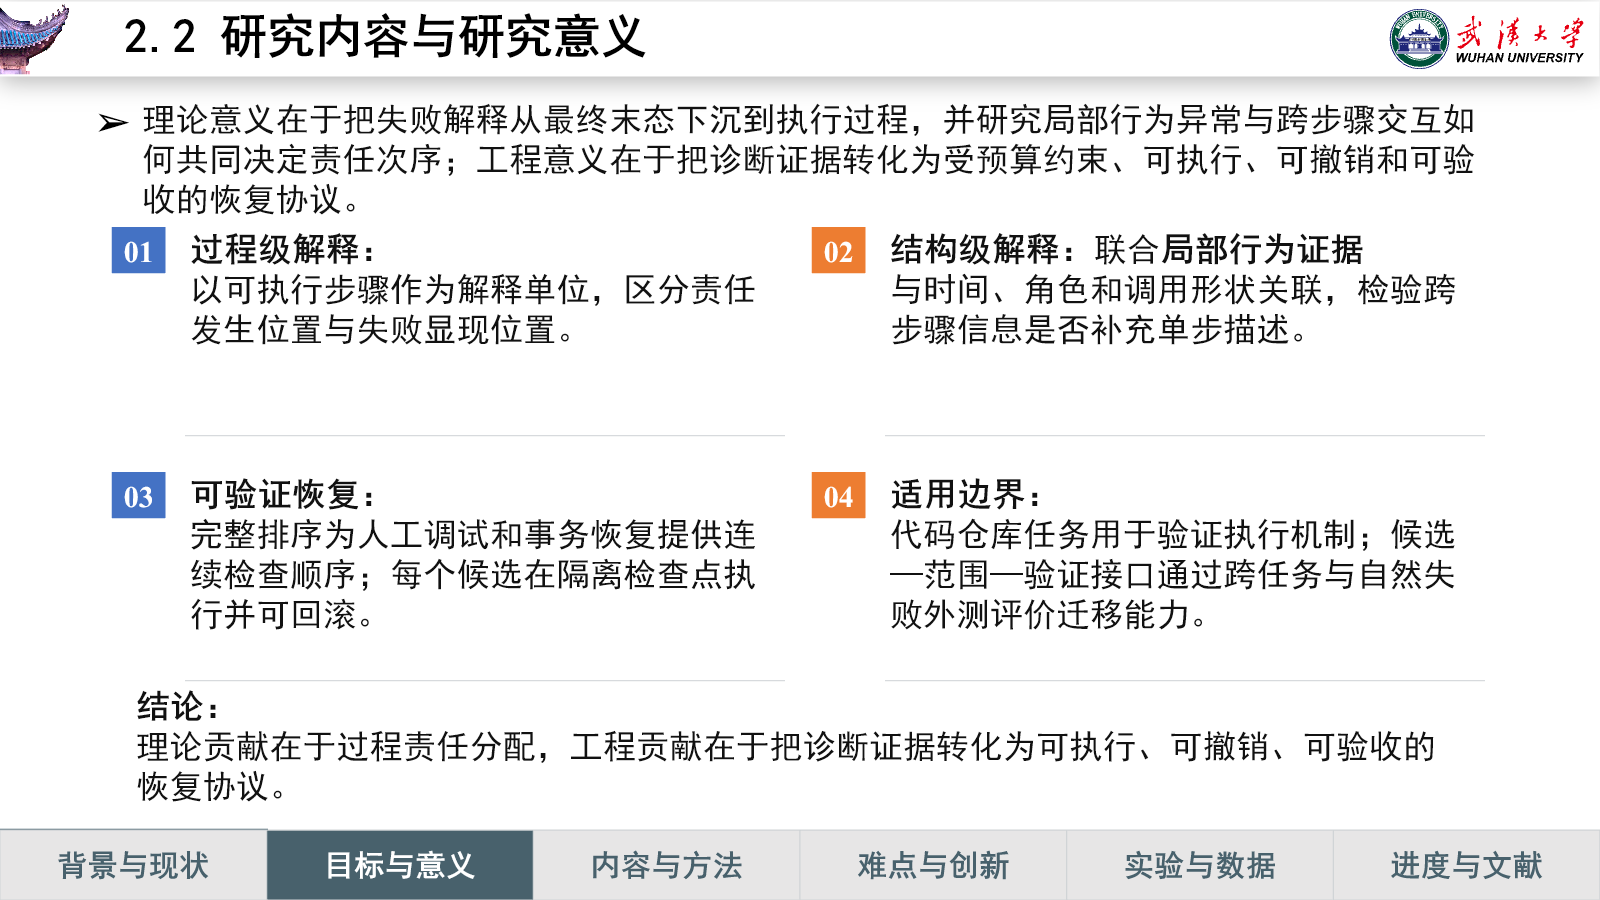 2.2 研究内容与研究意义
武汉大学
WUHAN UNIVERSITY
➢ 理论意义在于把失败解释从最终末态下沉到执行过程，并研究局部行为异常与跨步骤交互如
何共同决定责任次序；工程意义在于把诊断证据转化为受预算约束、可执行、可撤销和可验
收的恢复协议。
01 过程级解释：
以可执行步骤作为解释单位，区分责任
发生位置与失败显现位置。
02 结构级解释：联合局部行为证据
与时间、角色和调用形状关联，检验跨
步骤信息是否补充单步描述。
03 可验证恢复：
完整排序为人工调试和事务恢复提供连
续检查顺序；每个候选在隔离检查点执
行并可回滚。
04 适用边界：
代码仓库任务用于验证执行机制；候选
—范围—验证接口通过跨任务与自然失
败外测评价迁移能力。
结论：
理论贡献在于过程责任分配，工程贡献在于把诊断证据转化为可执行、可撤销、可验收的
恢复协议。
背景与现状
目标与意义
内容与方法
难点与创新
实验与数据
进度与文献